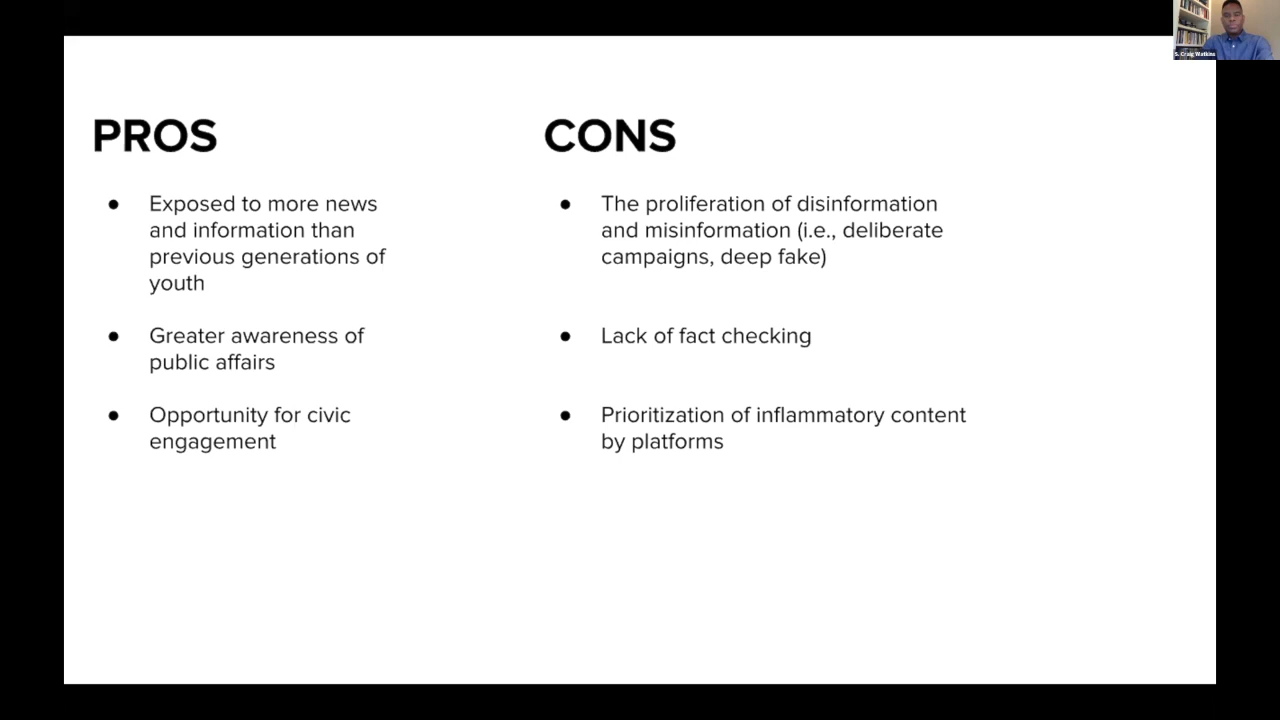 S. Craig Watkins
PROS
Exposed to more news
and information than
previous generations of
youth
Greater awareness of
public affairs
Opportunity for civic
engagement
CONS
The proliferation of disinformation
and misinformation (i.e., deliberate
campaigns, deep fake)
Lack of fact checking
Prioritization of inflammatory content
by platforms